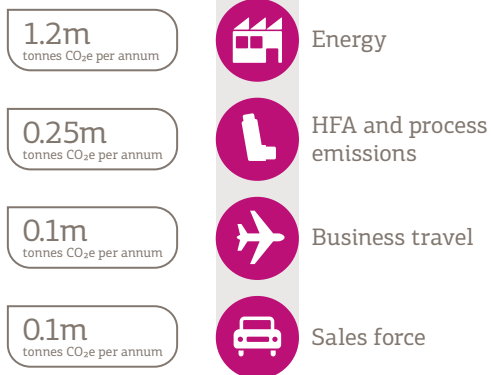 1.2m
tonnes CO₂e per annum
Energy
0.25m
tonnes CO₂e per annum
HFA and process
emissions
0.1m
tonnes CO₂e per annum
Business travel
0.1m
tonnes CO₂e per annum
Sales force